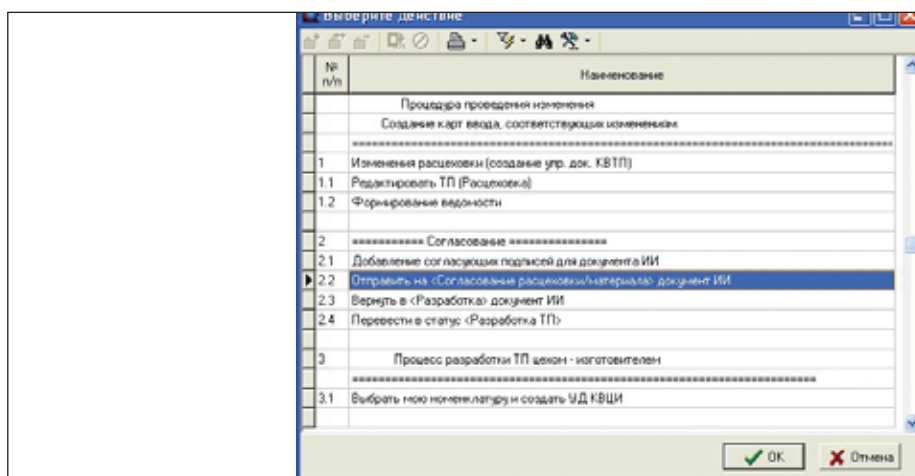 Выберите действие
№ п/п Наименование
Процедура проведения изменения
Создание карт ввода, соответствующих изменениям
==========================================================================
1 Изменения расцеховки (создание упр. док. КВТП)
1.1 Редактировать ТП (Расцеховка)
1.2 Формирование ведомости
2 =========== Согласование ===============
2.1 Добавление согласующих подписей для документа ИИ
2.2 Отправить на <Согласование расцеховки/материала> документ ИИ
2.3 Вернуть в <Разработка> документ ИИ
2.4 Перевести в статус <Разработка ТП>
3 Процесс разработки ТП цехом - изготовителем
================================================================
3.1 Выбрать мою номенклатуру и создать УД КВЦИ
OK Отмена